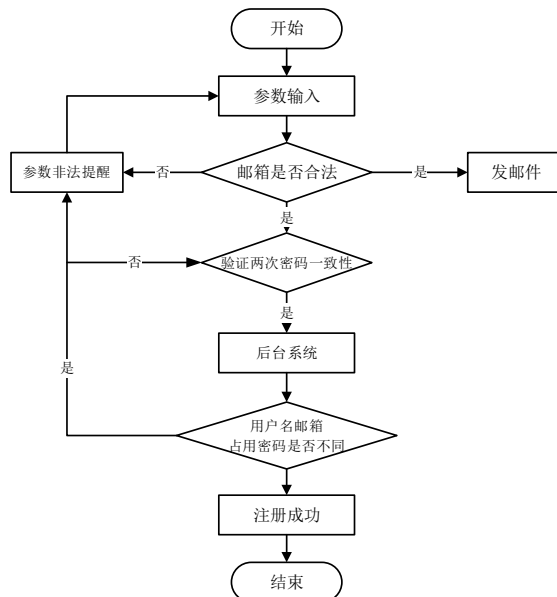 开始
参数输入
参数非法提醒
否
邮箱是否合法
是
发邮件
是
否
验证两次密码一致性
是
后台系统
是
用户名邮箱
占用密码是否不同
注册成功
结束